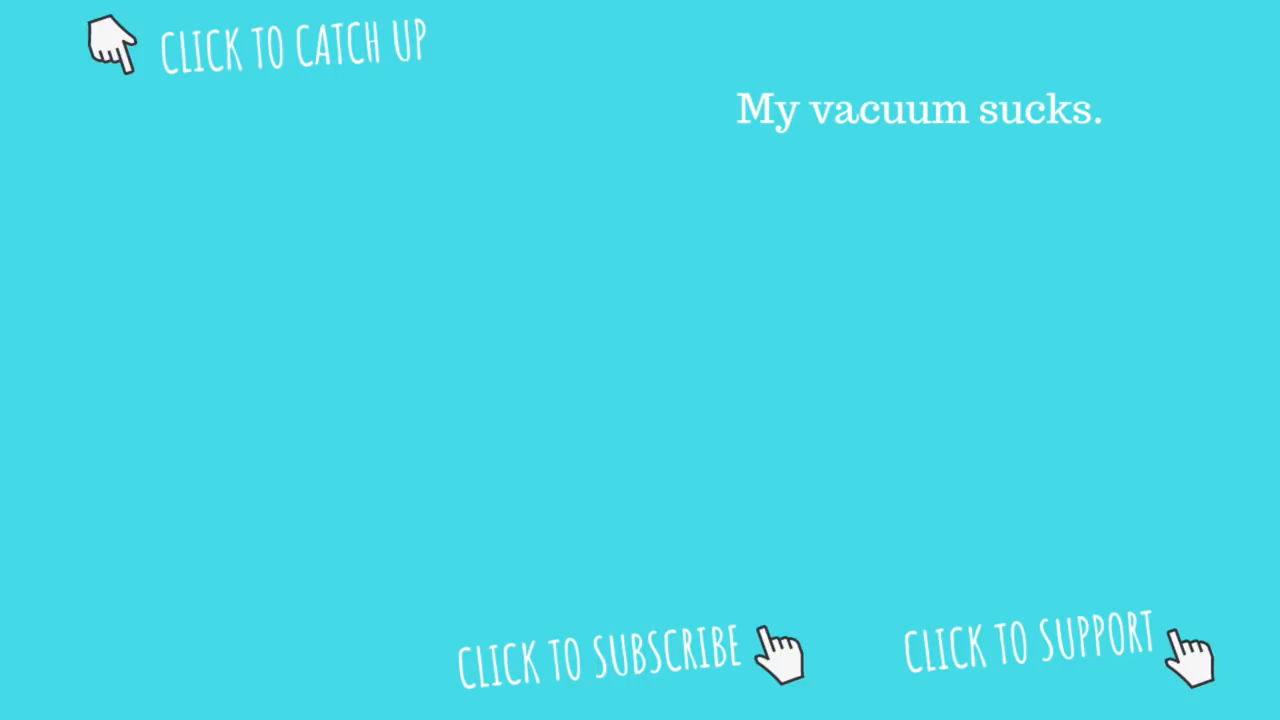 CLICK TO CATCH UP
My vacuum sucks.
CLICK TO SUBSCRIBE
CLICK TO SUPPORT